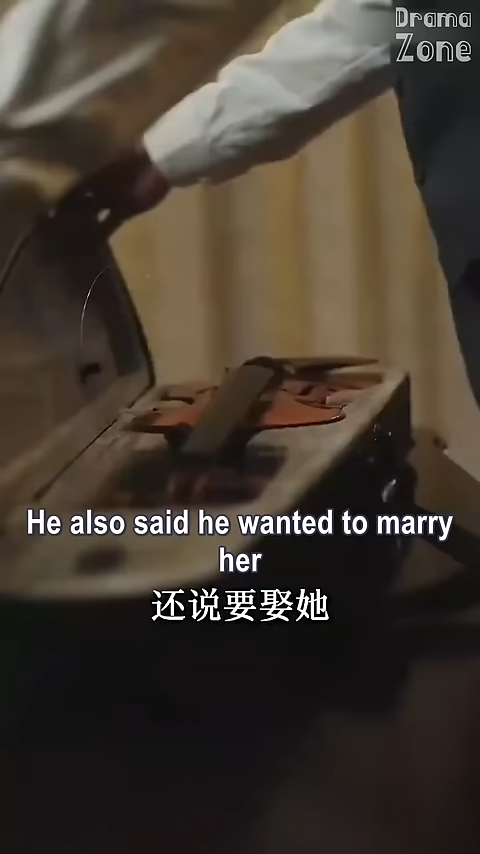 Drama
Zone
He also said he wanted to marry
her
还说要娶她